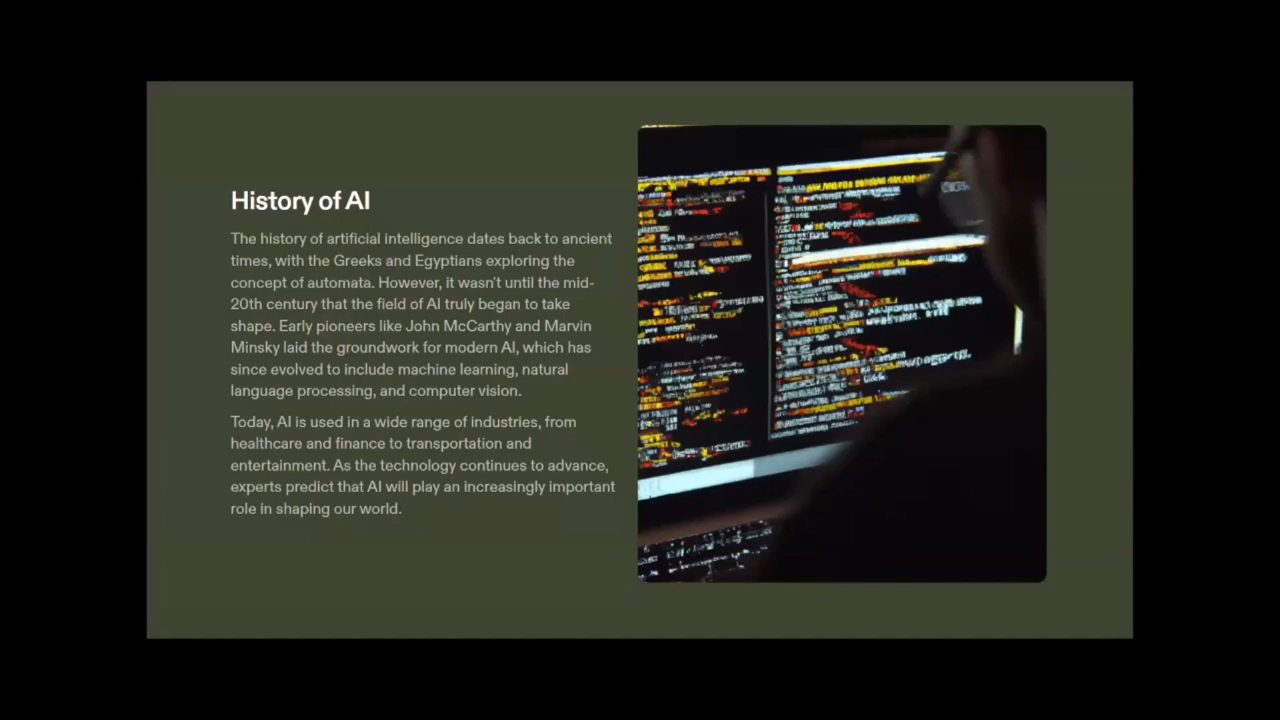 History of AI
The history of artificial intelligence dates back to ancient
times, with the Greeks and Egyptians exploring the
concept of automata. However, it wasn't until the mid-
20th century that the field of AI truly began to take
shape. Early pioneers like John McCarthy and Marvin
Minsky laid the groundwork for modern AI, which has
since evolved to include machine learning, natural
language processing, and computer vision.
Today, AI is used in a wide range of industries, from
healthcare and finance to transportation and
entertainment. As the technology continues to advance,
experts predict that AI will play an increasingly important
role in shaping our world.